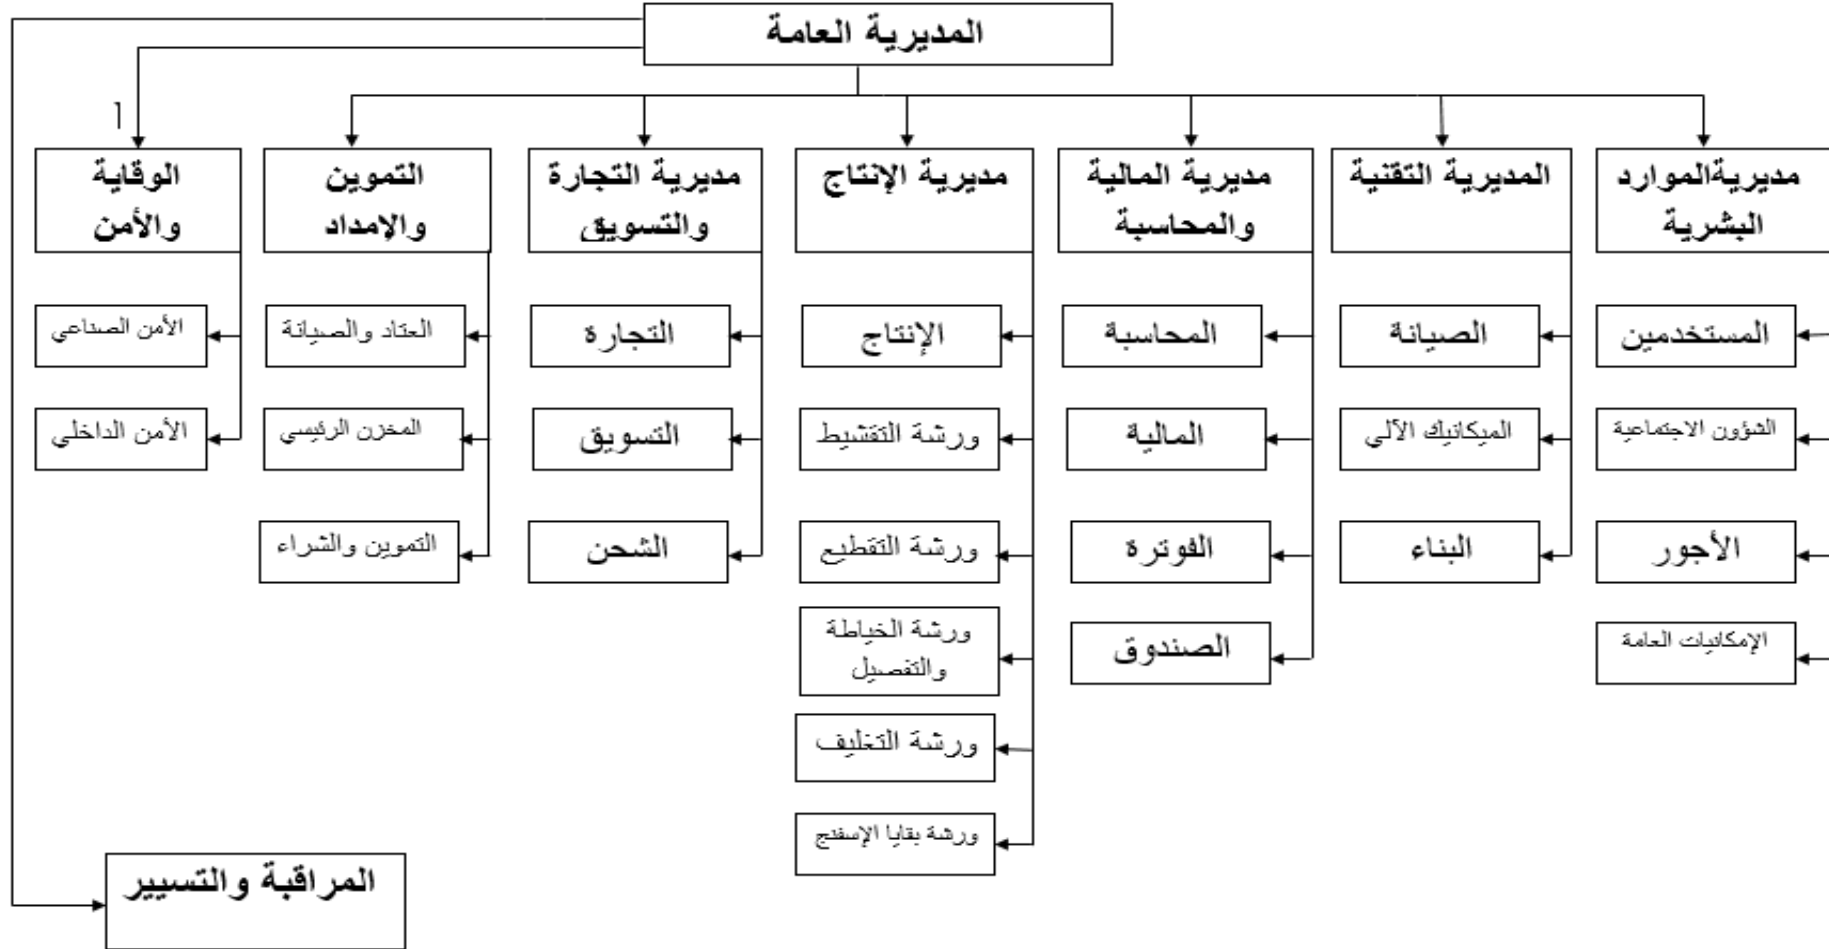 المديرية العامة
1
مديريةالموارد
البشرية
المديرية التقنية
مديرية المالية
والمحاسبة
مديرية الإنتاج
مديرية التجارة
والتسويق
التموين
والإمداد
الوقاية
والأمن
المستخدمين
الشؤون الاجتماعية
الأجور
الإمكانيات العامة
الصيانة
الميكانيك الآلي
البناء
المحاسبة
المالية
الفوترة
الصندوق
الإنتاج
ورشة التقشيط
ورشة التقطيع
ورشة الخياطة
والتفصيل
ورشة التغليف
ورشة بقايا الإسفنج
التجارة
التسويق
الشحن
العتاد والصيانة
المخزن الرئيسي
التموين والشراء
الأمن الصناعي
الأمن الداخلي
المراقبة والتسيير